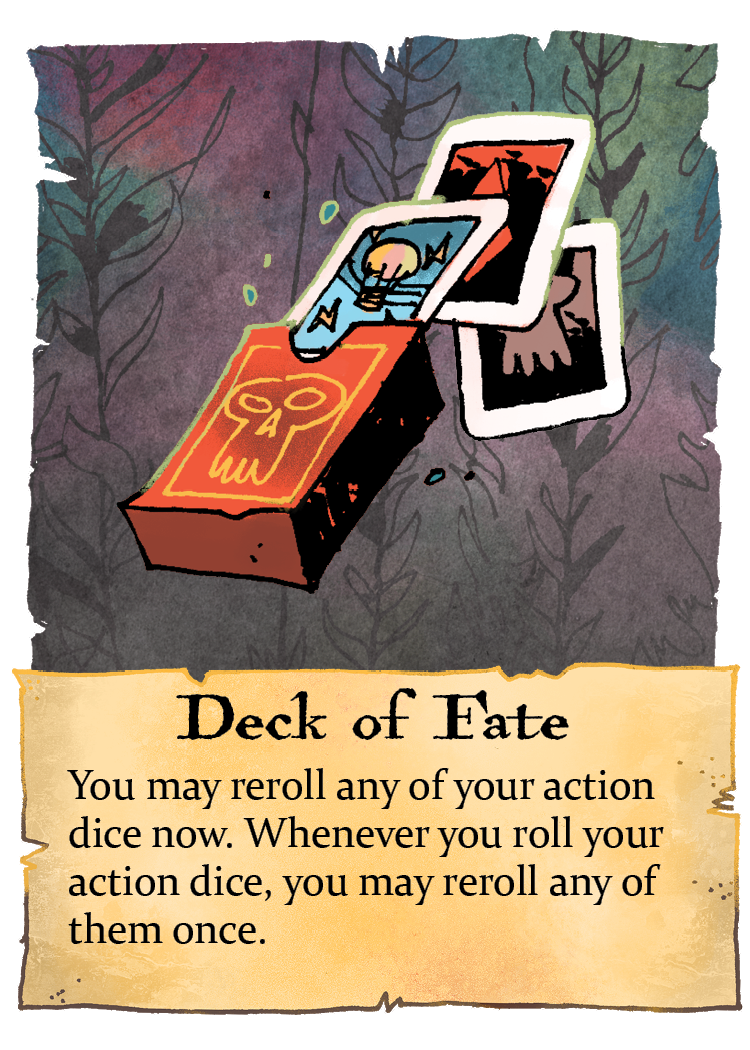 Deck of Fate
You may reroll any of your action
dice now. Whenever you roll your
action dice, you may reroll any of
them once.